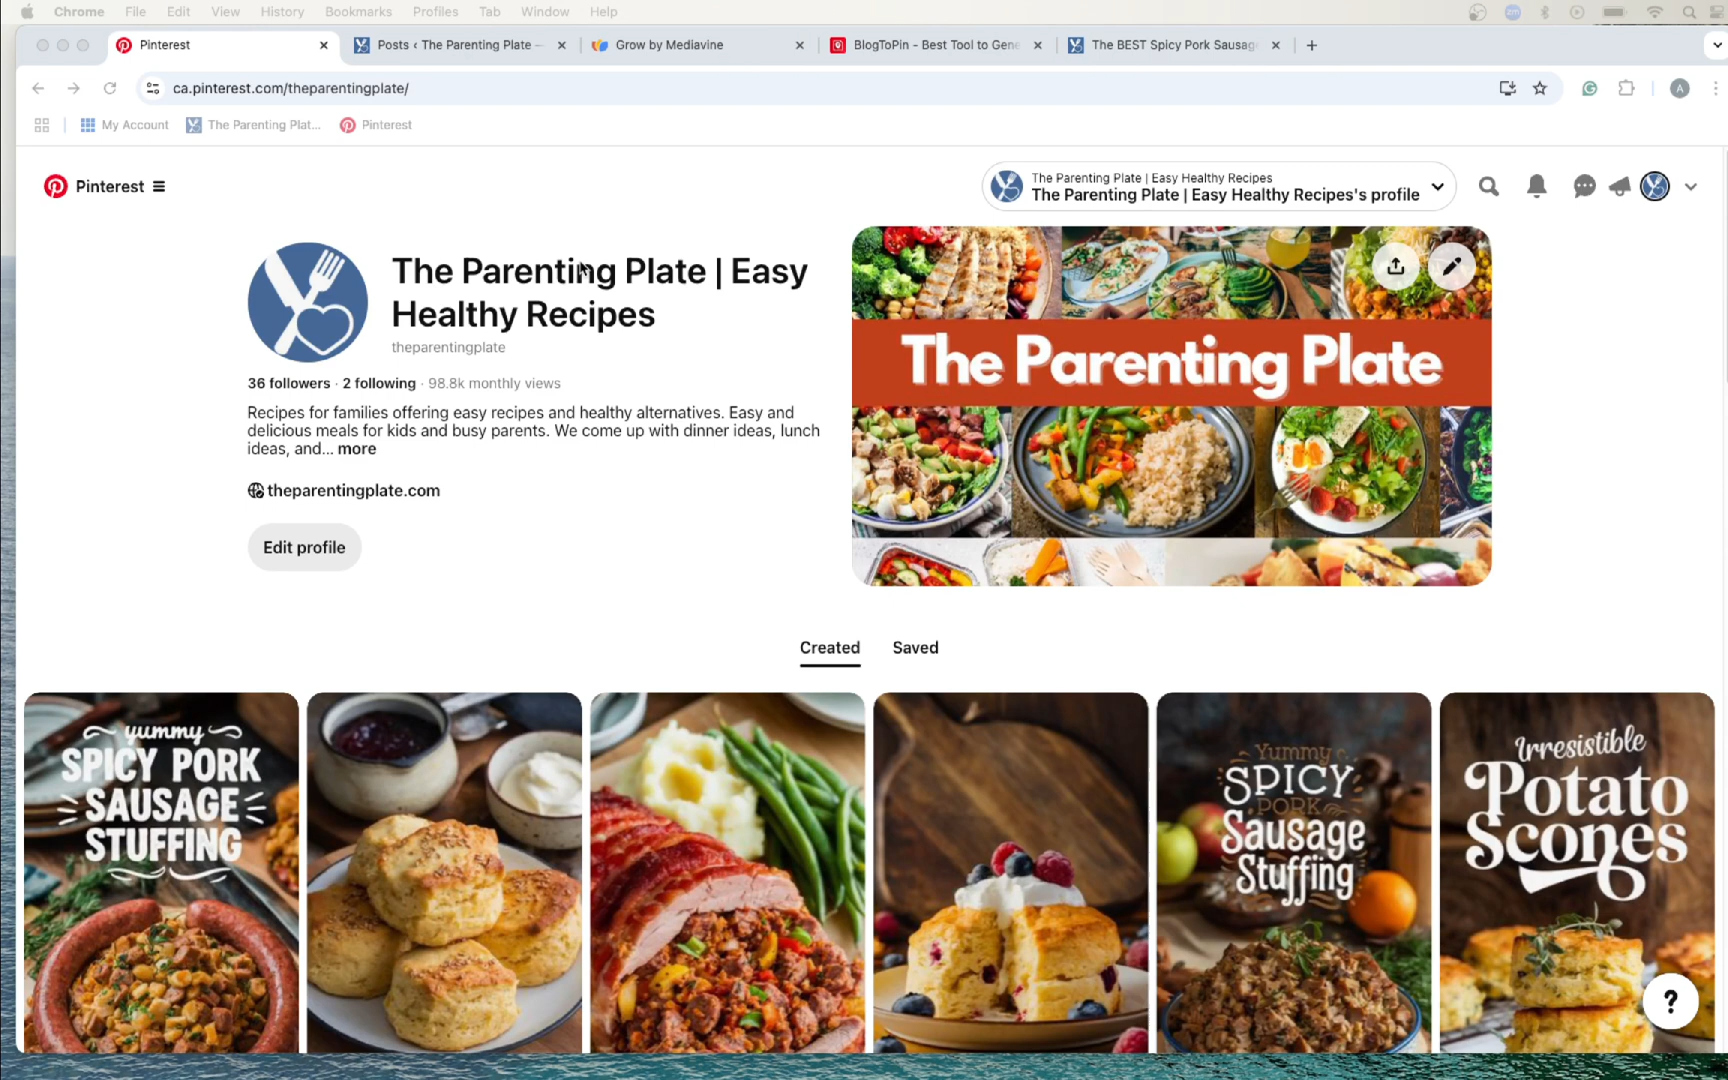 Chrome File Edit View History Bookmarks Profiles Tab Window Help
Pinterest
Posts ‹ The Parenting Plate —
Grow by Mediavine
BlogToPin - Best Tool to Gene
The BEST Spicy Pork Sausag
ca.pinterest.com/theparentingplate/
A
My Account
The Parenting Plat...
Pinterest
Pinterest
The Parenting Plate | Easy Healthy Recipes
The Parenting Plate | Easy Healthy Recipes's profile
The Parenting Plate | Easy
Healthy Recipes
theparentingplate
36 followers · 2 following · 98.8k monthly views
Recipes for families offering easy recipes and healthy alternatives. Easy and
delicious meals for kids and busy parents. We come up with dinner ideas, lunch
ideas, and... more
theparentingplate.com
Edit profile
The Parenting Plate
Created
Saved
yummy
SPICY PORK
SAUSAGE
STUFFING
Yummy
SPICY
PORK
Sausage
Stuffing
Irresistible
Potato
Scones
?